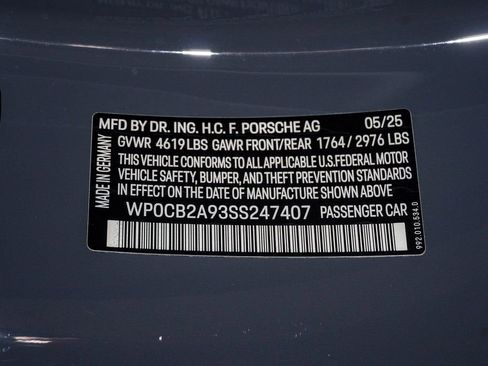 MFD BY DR. ING. H.C. F. PORSCHE AG 05/25
GVWR 4619LBS GAWR FRONT/REAR 1764/2976 LBS
THIS VEHICLE CONFORMS TO ALL APPLICABLE U.S.FEDERAL MOTOR
VEHICLE SAFETY, BUMPER, AND THEFT PREVENTION STANDARDS
IN EFFECT ON THE DATE OF MANUFACTURE SHOWN ABOVE.
WP0CB2A93SS247407 PASSENGER CAR
MADE IN GERMANY
992.010.534.0